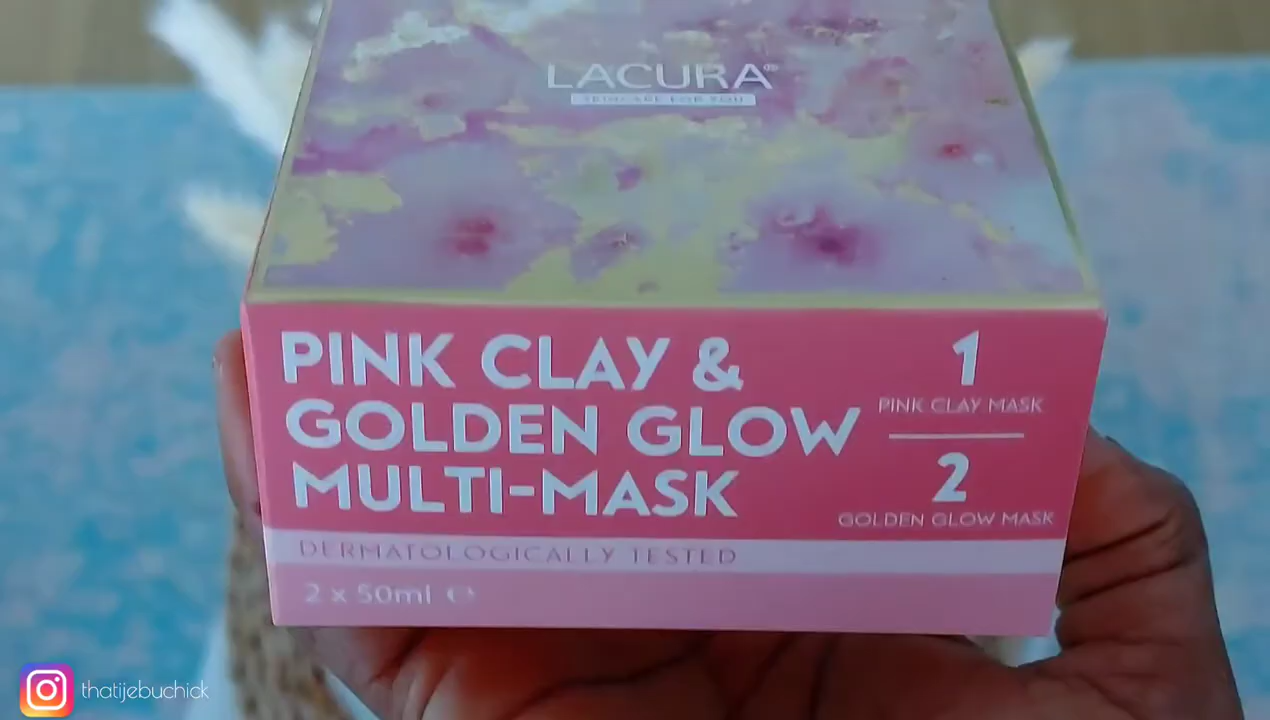 LACURA®
SKINCARE FOR YOU
PINK CLAY &
GOLDEN GLOW
MULTI-MASK
1
PINK CLAY MASK
2
GOLDEN GLOW MASK
DERMATOLOGICALLY TESTED
2 x 50ml ℮
thatijebuchick